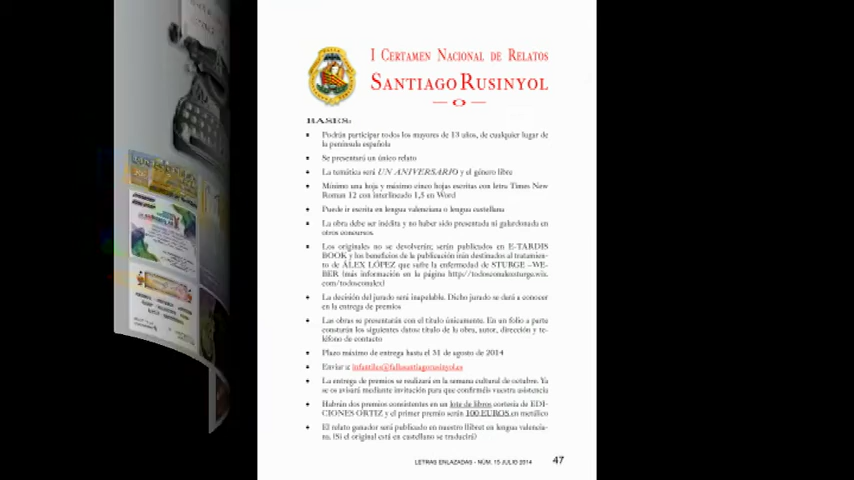 I CERTAMEN NACIONAL DE RELATOS
SANTIAGO RUSINYOL
BASES:
Podrán participar todos los mayores de 13 años, de cualquier lugar de
la península española
Se presentará un único relato
La temática será UN ANIVERSARIO y el género libre
Mínimo una hoja y máximo cinco hojas escritas con letra Times New
Roman 12 con interlineado 1,5 en Word
Puede ir escrita en lengua valenciana o lengua castellana
La obra debe ser inédita y no haber sido presentada ni galardonada en
otros concursos.
Los originales no se devolverán; serán publicados en E-TARDIS
BOOK y los beneficios de la publicación irán destinados al tratamien-
to de ÁLEX LÓPEZ que sufre la enfermedad de STURGE –WE-
BER (más información en la página http://todosconalexsturge.wix.
com/todosconalex)
La decisión del jurado será inapelable. Dicho jurado se dará a conocer
en la entrega de premios
Las obras se presentarán con el título únicamente. En un folio a parte
constarán los siguientes datos: título de la obra, autor, dirección y te-
léfono de contacto
Plazo máximo de entrega hasta el 31 de agosto de 2014
Enviar a: infantiles@fallasantiagorusinyol.es
La entrega de premios se realizará en la semana cultural de octubre. Ya
se os avisará mediante invitación para que confirméis vuestra asistencia
Habrán dos premios consistentes en un lote de libros cortesía de EDI-
CIONES ORTIZ y el primer premio serán 100 EUROS en metálico
El relato ganador será publicado en nuestro llibret en lengua valencia-
na. (Si el original está en castellano se traducirá)
LETRAS ENLAZADAS - NÚM. 15 JULIO 2014 47